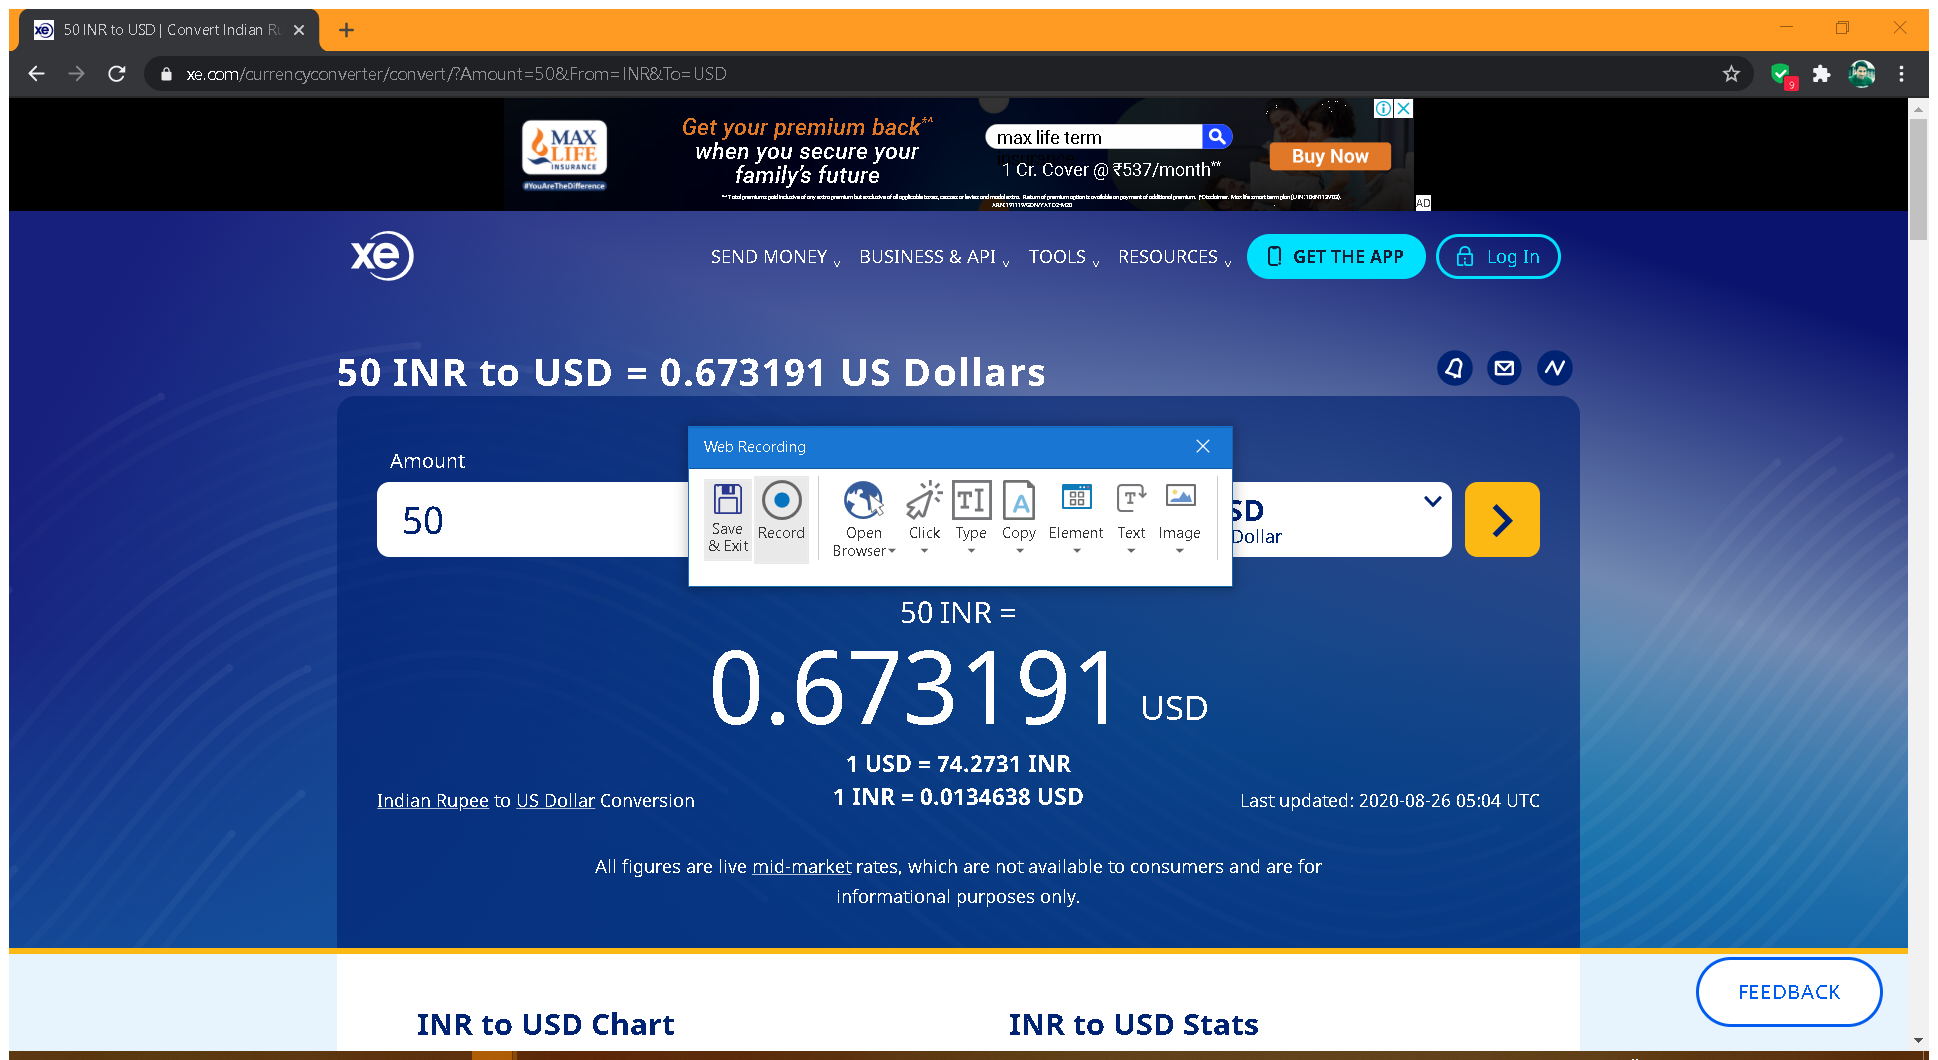 xe 50 INR to USD | Convert Indian Ru
xe.com/currencyconverter/convert/?Amount=50&From=INR&To=USD
9
MAX
LIFE
INSURANCE
#YouAreTheDifference
Get your premium back*^
when you secure your
family's future
max life term
1 Cr. Cover @ ₹537/month**
Buy Now
AD
xe
SEND MONEY
BUSINESS & API
TOOLS
RESOURCES
GET THE APP
Log In
50 INR to USD = 0.673191 US Dollars
Amount
50
Web Recording
Save
& Exit
Record
Open
Browser
Click
Type
Copy
Element
Text
Image
SD
Dollar
50 INR =
0.673191 USD
1 USD = 74.2731 INR
1 INR = 0.0134638 USD
Indian Rupee to US Dollar Conversion
Last updated: 2020-08-26 05:04 UTC
All figures are live mid-market rates, which are not available to consumers and are for
informational purposes only.
INR to USD Chart
INR to USD Stats
FEEDBACK